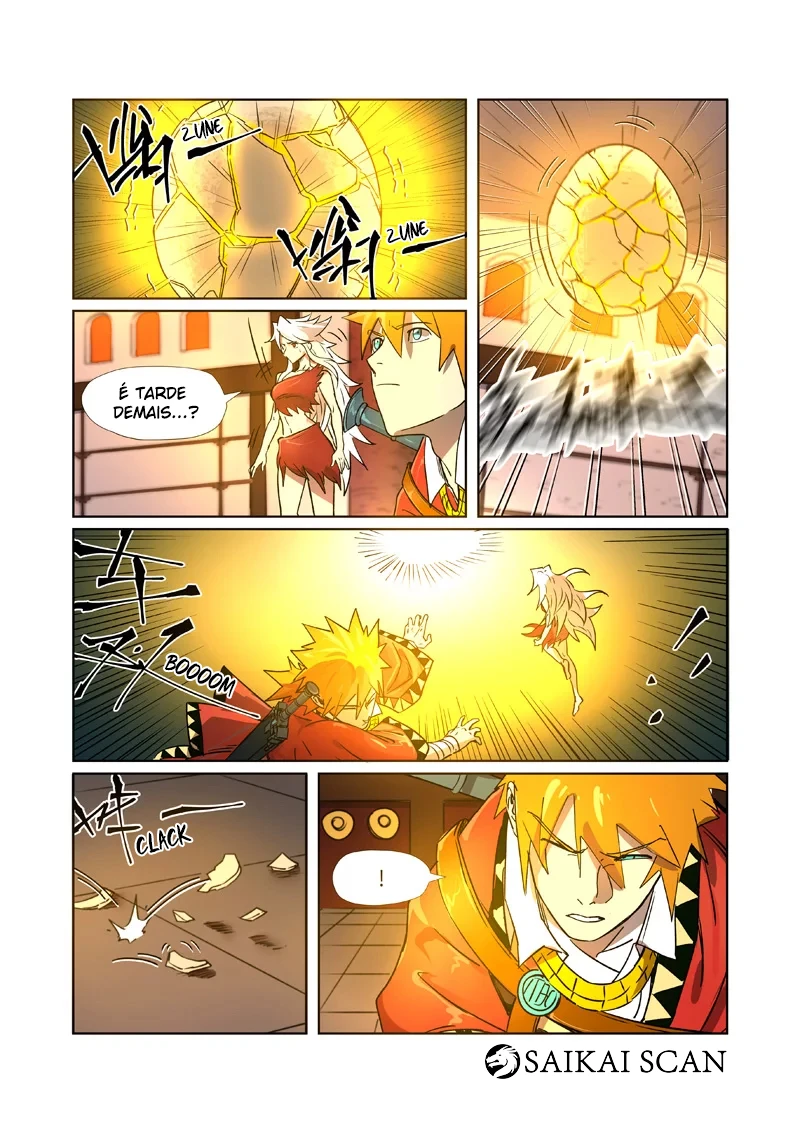 ZUNE
ZUNE
É TARDE
DEMAIS...?
BOOOOM
CLACK
!
SAIKAI SCAN